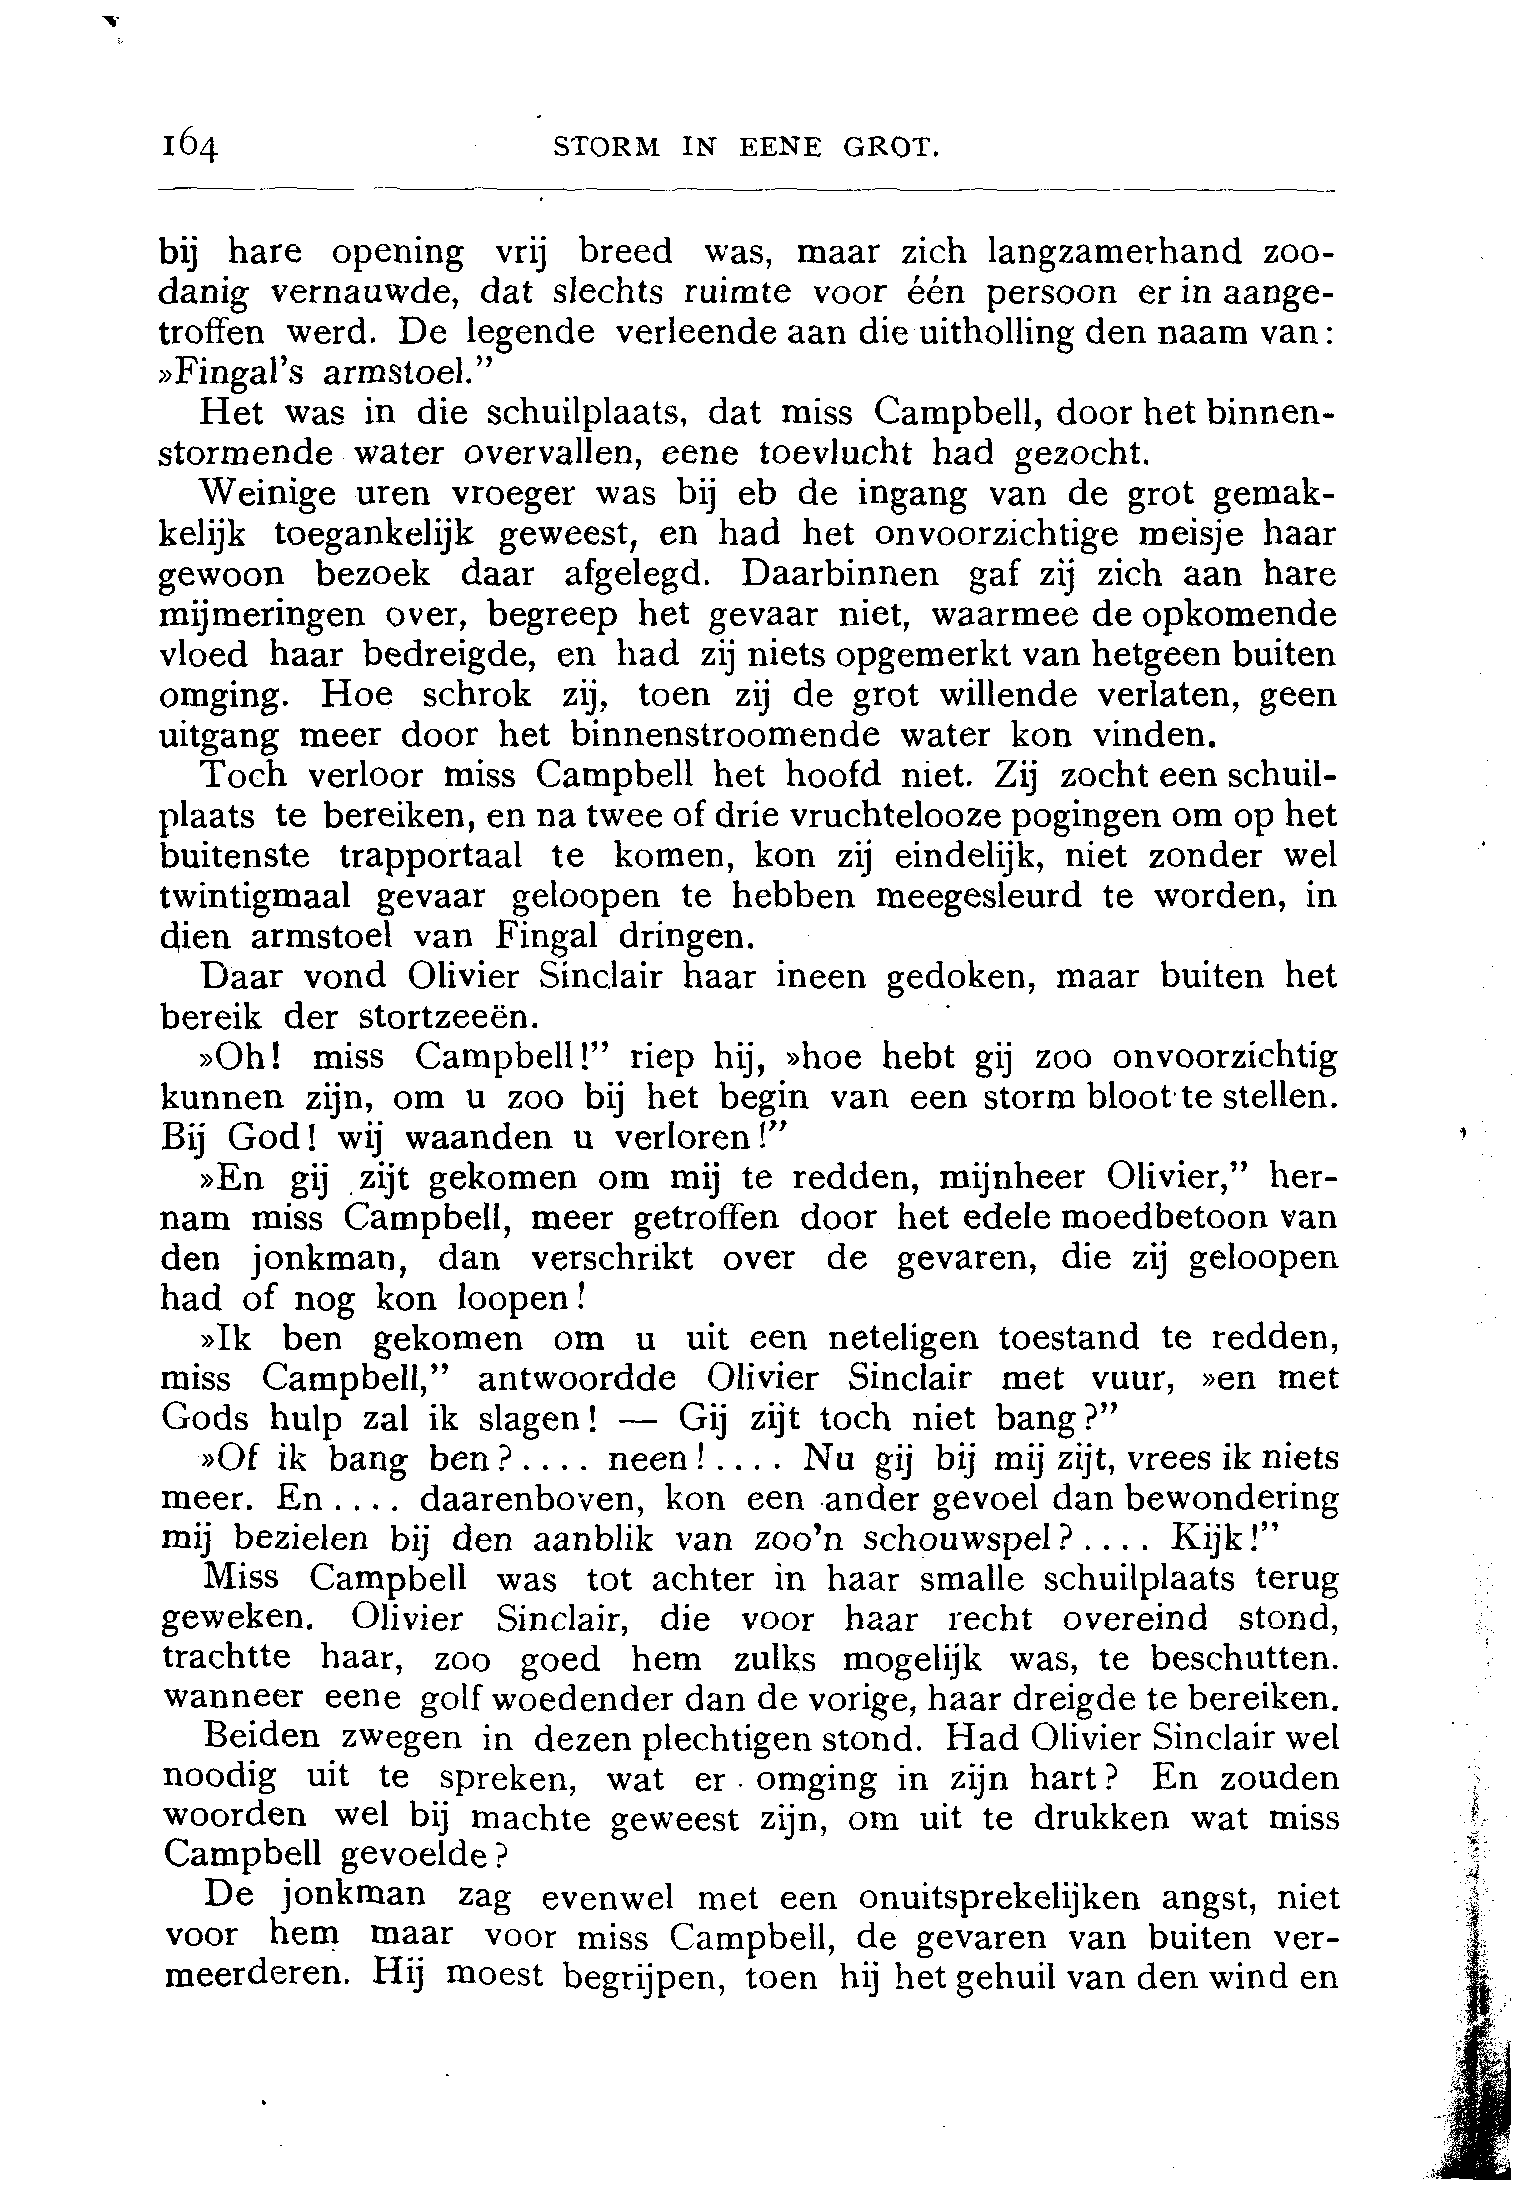 164 STORM IN EENE GROT.
bij hare opening vrij breed was, maar zich langzamerhand zoo-
danig vernauwde, dat slechts ruimte voor één persoon er in aange-
troffen werd. De legende verleende aan die uitholling den naam van:
»Fingal's armstoel.”
Het was in die schuilplaats, dat miss Campbell, door het binnen-
stormende water overvallen, eene toevlucht had gezocht.
Weinige uren vroeger was bij eb de ingang van de grot gemak-
kelijk toegankelijk geweest, en had het onvoorzichtige meisje haar
gewoon bezoek daar afgelegd. Daarbinnen gaf zij zich aan hare
mijmeringen over, begreep het gevaar niet, waarmee de opkomende
vloed haar bedreigde, en had zij niets opgemerkt van hetgeen buiten
omging. Hoe schrok zij, toen zij de grot willende verlaten, geen
uitgang meer door het binnenstroomende water kon vinden.
Toch verloor miss Campbell het hoofd niet. Zij zocht een schuil-
plaats te bereiken, en na twee of drie vruchtelooze pogingen om op het
buitenste trapportaal te komen, kon zij eindelijk, niet zonder wel
twintigmaal gevaar geloopen te hebben meegesleurd te worden, in
dien armstoel van Fingal dringen.
Daar vond Olivier Sinclair haar ineen gedoken, maar buiten het
bereik der stortzeeën.
»Oh! miss Campbell!” riep hij, »hoe hebt gij zoo onvoorzichtig
kunnen zijn, om u zoo bij het begin van een storm bloot te stellen.
Bij God! wij waanden u verloren!”
»En gij zijt gekomen om mij te redden, mijnheer Olivier,” her-
nam miss Campbell, meer getroffen door het edele moedbetoon van
den jonkman, dan verschrikt over de gevaren, die zij geloopen
had of nog kon loopen!
»Ik ben gekomen om u uit een neteligen toestand te redden,
miss Campbell,” antwoordde Olivier Sinclair met vuur, »en met
Gods hulp zal ik slagen! — Gij zijt toch niet bang?”
»Of ik bang ben?.... neen!.... Nu gij bij mij zijt, vrees ik niets
meer. En.... daarenboven, kon een ander gevoel dan bewondering
mij bezielen bij den aanblik van zoo'n schouwspel?.... Kijk!”
Miss Campbell was tot achter in haar smalle schuilplaats terug
geweken. Olivier Sinclair, die voor haar recht overeind stond,
trachtte haar, zoo goed hem zulks mogelijk was, te beschutten.
wanneer eene golf woedender dan de vorige, haar dreigde te bereiken.
Beiden zwegen in dezen plechtigen stond. Had Olivier Sinclair wel
noodig uit te spreken, wat er omging in zijn hart? En zouden
woorden wel bij machte geweest zijn, om uit te drukken wat miss
Campbell gevoelde?
De jonkman zag evenwel met een onuitsprekelijken angst, niet
voor hem maar voor miss Campbell, de gevaren van buiten ver-
meerderen. Hij moest begrijpen, toen hij het gehuil van den wind en